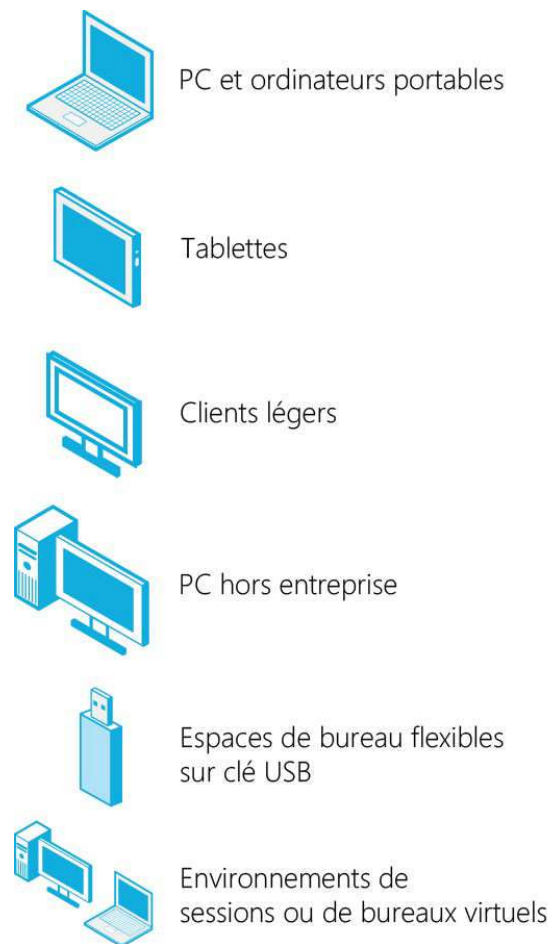 PC et ordinateurs portables
Tablettes
Clients légers
PC hors entreprise
Espaces de bureau flexibles
sur clé USB
Environnements de
sessions ou de bureaux virtuels